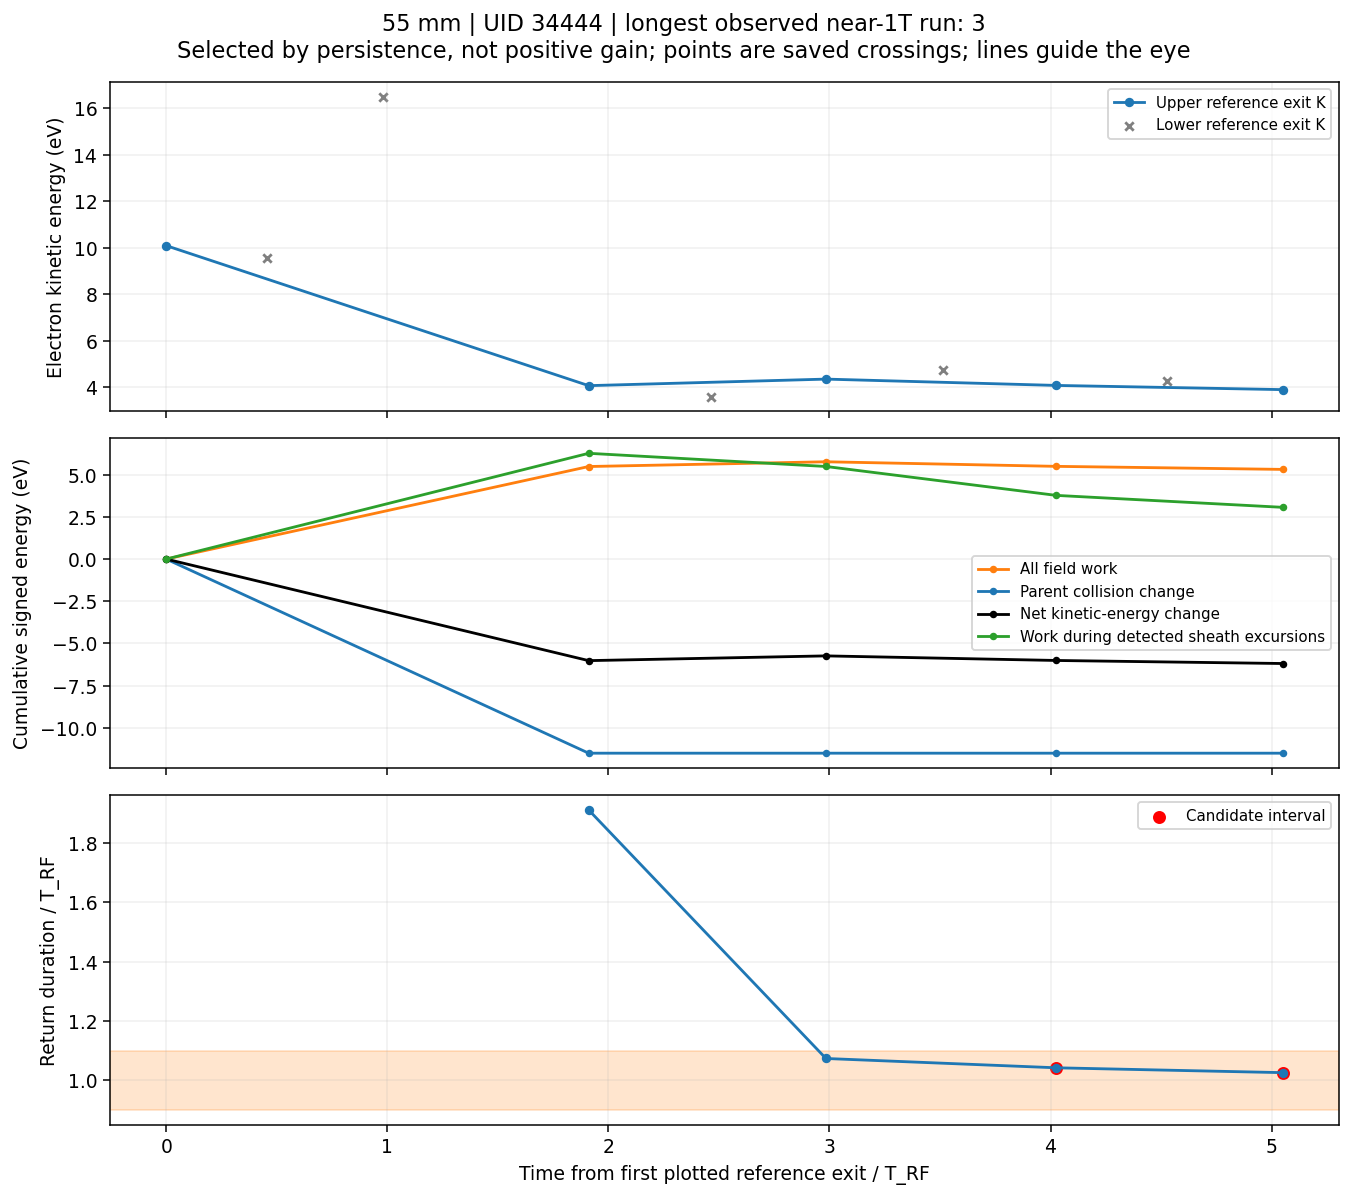 55 mm | UID 34444 | longest observed near-1T run: 3
Selected by persistence, not positive gain; points are saved crossings; lines guide the eye
Electron kinetic energy (eV)
16
14
12
10
8
6
4
Upper reference exit K
Lower reference exit K
Cumulative signed energy (eV)
5.0
2.5
0.0
−2.5
−5.0
−7.5
−10.0
All field work
Parent collision change
Net kinetic-energy change
Work during detected sheath excursions
Return duration / T_RF
1.8
1.6
1.4
1.2
1.0
Candidate interval
0 1 2 3 4 5
Time from first plotted reference exit / T_RF